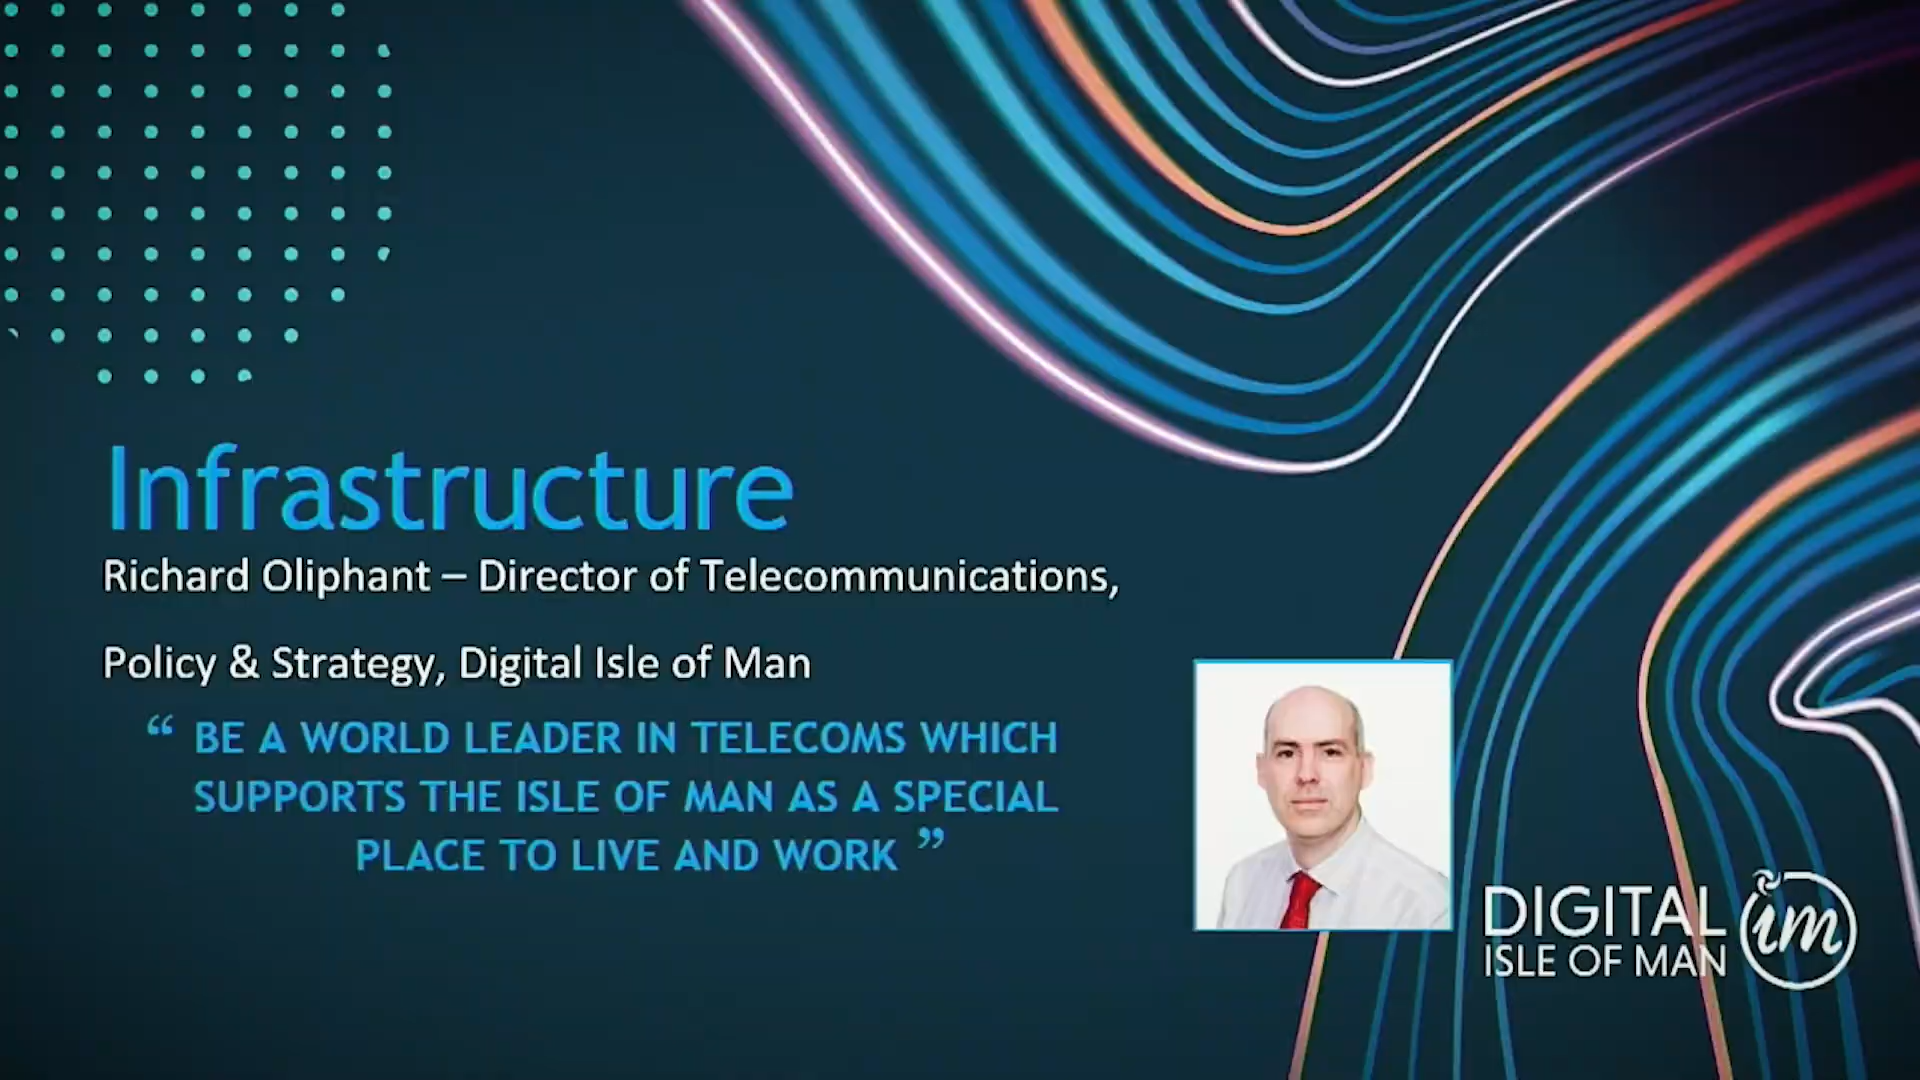 Infrastructure
Richard Oliphant – Director of Telecommunications,
Policy & Strategy, Digital Isle of Man
“ BE A WORLD LEADER IN TELECOMS WHICH
SUPPORTS THE ISLE OF MAN AS A SPECIAL
PLACE TO LIVE AND WORK ”
DIGITAL
ISLE OF MAN
im